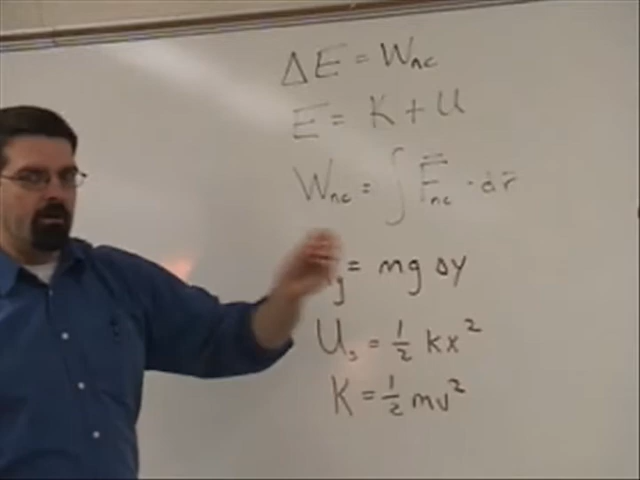 ΔE = Wnc
E = K + U
Wnc = ∫ F⃗nc · dr⃗
g = mg Δy
Us = 1/2 kx²
K = 1/2 mv²